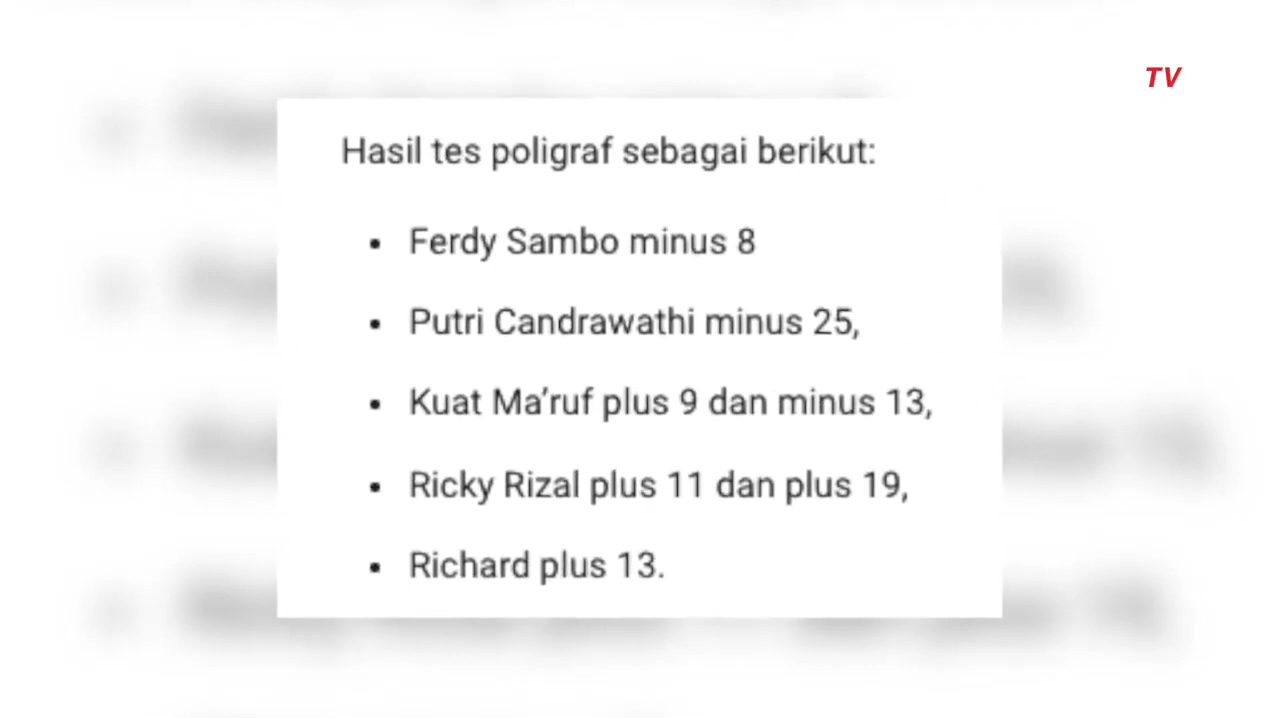 TV
Hasil tes poligraf sebagai berikut:
• Ferdy Sambo minus 8
• Putri Candrawathi minus 25,
• Kuat Ma’ruf plus 9 dan minus 13,
• Ricky Rizal plus 11 dan plus 19,
• Richard plus 13.